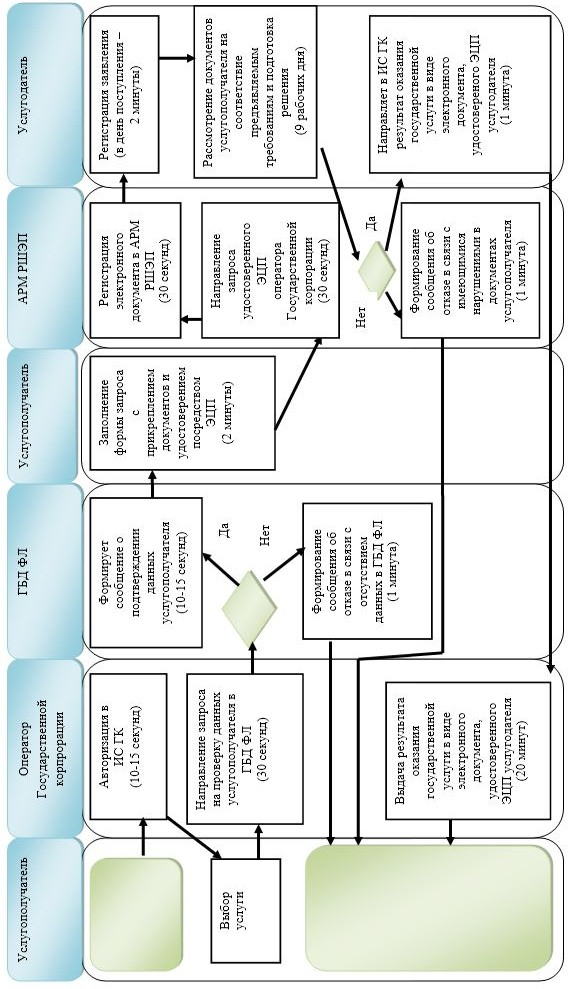 Услугополучатель
Оператор
Государственной
корпрорации
ГБД ФЛ
Услугополучатель
АРМ РШЭП
Услугодатель
Выбор
услуги
Авторизация в
ИС ГК
(10-15 секунд)
Направление запроса
на проверку данных
услугополучателя в
ГБД ФЛ
(30 секунд)
Формирует
сообщение о
подтверждении
данных
услугополучателя
(10-15 секунд)
Да
Нет
Формирование
сообщения об
отказе в связи с
отсутствием
данных в ГБД ФЛ
(1 минута)
Заполнение
формы запроса
с
прикреплением
документов и
удостоверением
посредством
ЭЦП
(2 минуты)
Направление
запроса
удостоверенного
ЭЦП
оператора
Государственной
корпорации
(30 секунд)
Регистрация
электронного
документа в АРМ
РШЭП
(30 секунд)
Регистрация заявления
(в день поступления –
2 минуты)
Рассмотрение документов
услугополучателя на
соответствие
предъявляемым
требованиям и подготовка
решения
(9 рабочих дня)
Да
Нет
Формирование
сообщения об
отказе в связи с
имеющимися
нарушениями в
документах
услугополучателя
(1 минута)
Направляет в ИС ГК
результат оказания
государственной
услуги в виде
электронного
документа,
удостовереного ЭЦП
услугодателя
(1 минута)
Выдача результата
оказания
государственной
услуги в виде
электронного
документа,
удостоверенного
ЭЦП услугодателя
(20 минут)